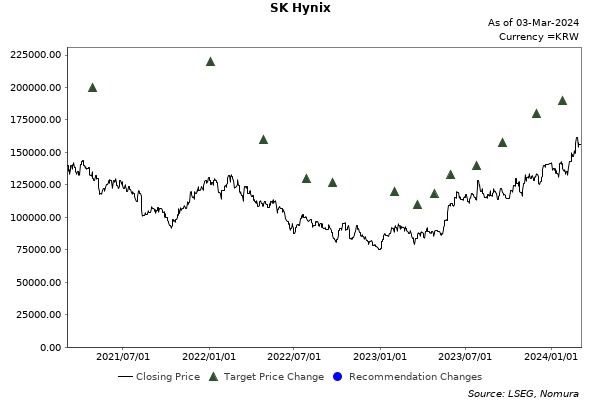 SK Hynix
As of 03-Mar-2024
Currency =KRW
225000.00
200000.00
175000.00
150000.00
125000.00
100000.00
75000.00
50000.00
25000.00
0.00
2021/07/01 2022/01/01 2022/07/01 2023/01/01 2023/07/01 2024/01/01
Closing Price Target Price Change Recommendation Changes
Source: LSEG, Nomura